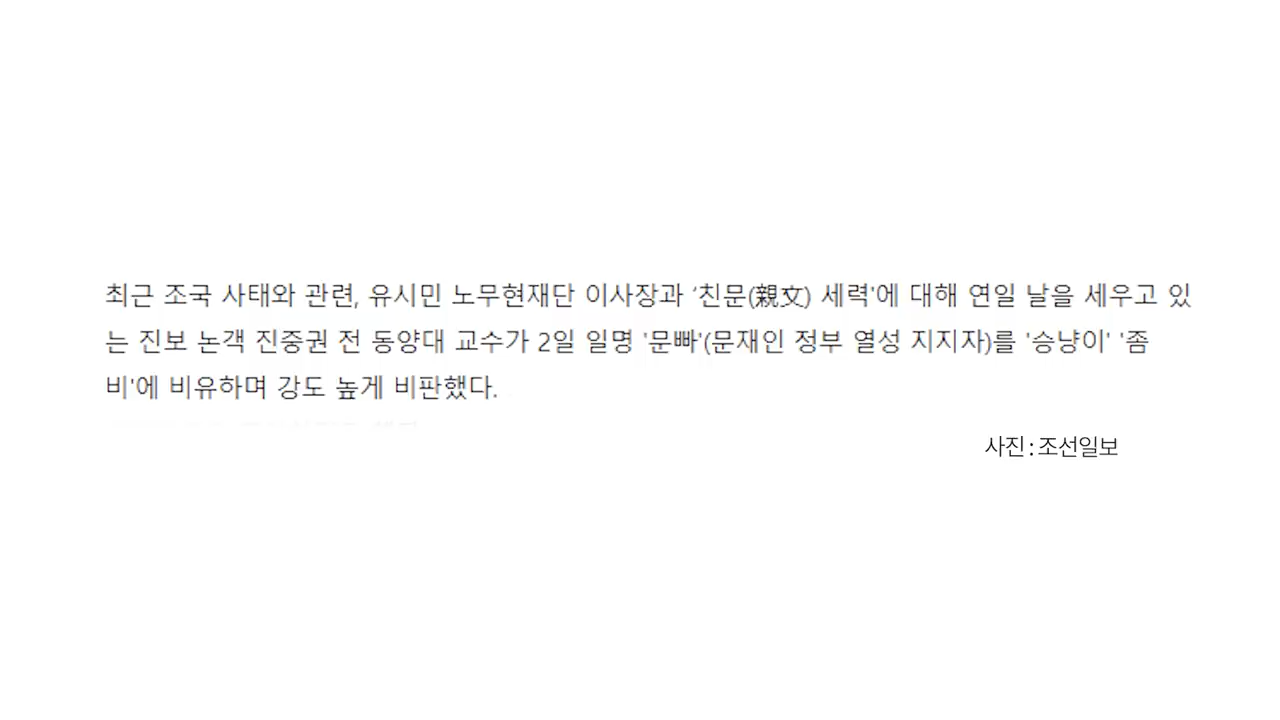 최근 조국 사태와 관련, 유시민 노무현재단 이사장과 ‘친문(親文) 세력'에 대해 연일 날을 세우고 있
는 진보 논객 진중권 전 동양대 교수가 2일 일명 '문빠'(문재인 정부 열성 지지자)를 '승냥이' '좀
비'에 비유하며 강도 높게 비판했다.
사진 : 조선일보